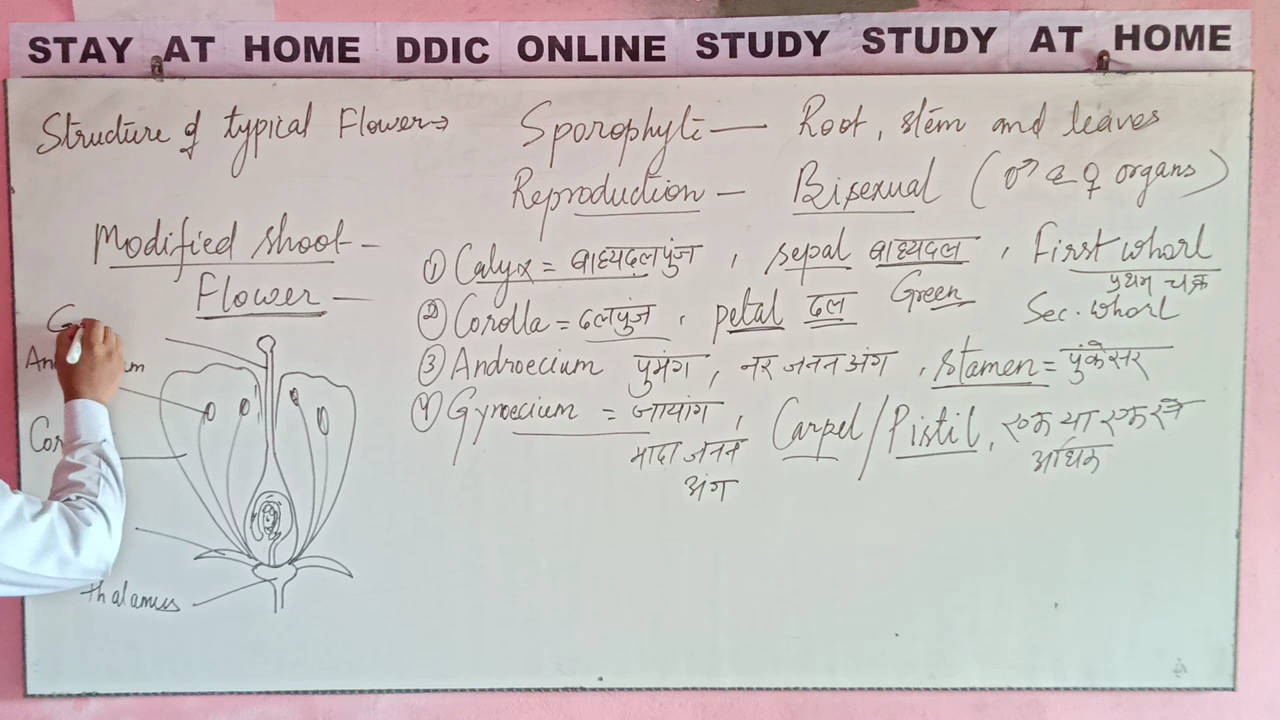 STAY AT HOME DDIC ONLINE STUDY STUDY AT HOME
Structure of typical Flower→
Sporophyte — Root, stem and leaves
Reproduction — Bisexual (♂ & ♀ organs)
Modified shoot —
Flower —
① Calyx = बाह्यदलपुंज, sepal बाह्यदल, First whorl
प्रथम चक्र
② Corolla = दलपुंज, petal दल Green Sec. whorl
③ Androecium पुमंग, नर जनन अंग, stamen = पुंकेसर
④ Gynoecium = जायांग, Carpel/Pistil, एक या एक से
अधिक
मादा जनन
अंग
Thalamus